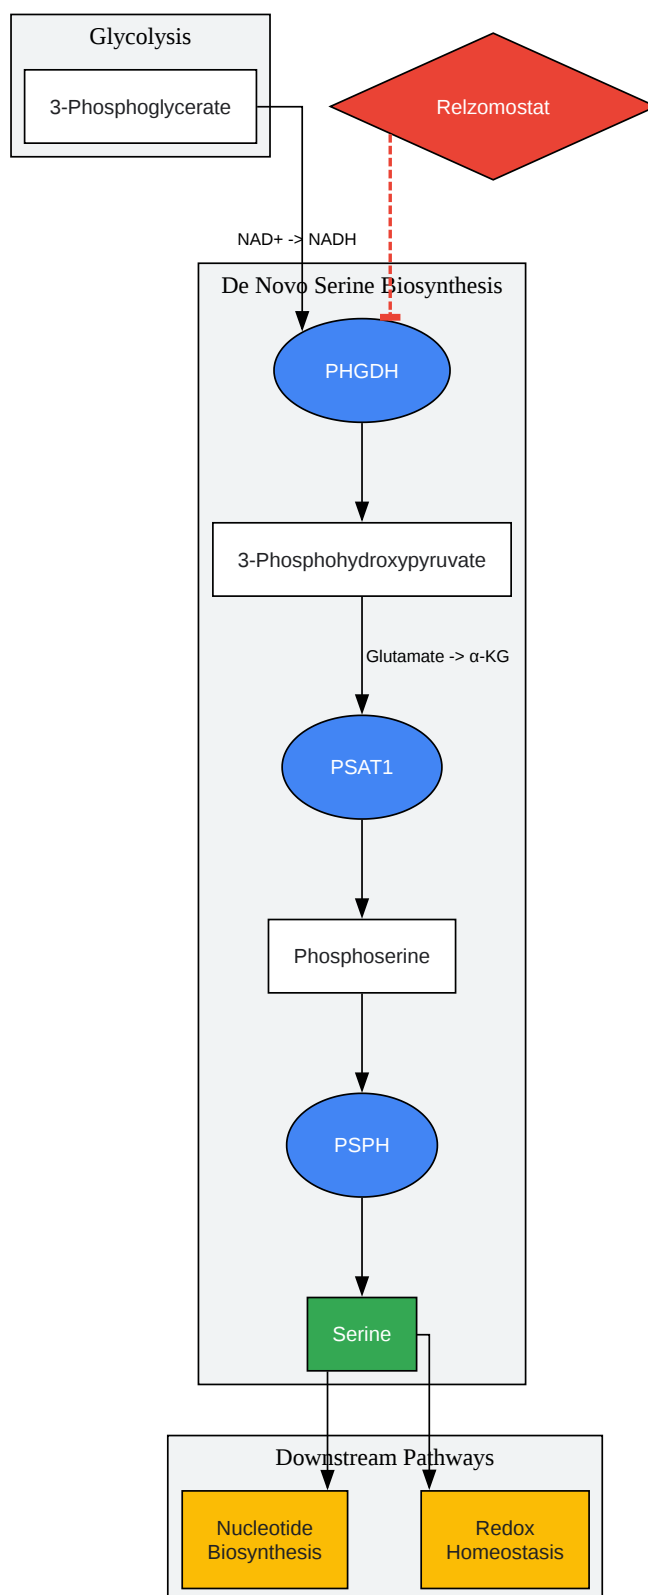 Glycolysis
3-Phosphoglycerate
Relzomostat
NAD+ -> NADH
De Novo Serine Biosynthesis
PHGDH
3-Phosphohydroxypyruvate
Glutamate -> α-KG
PSAT1
Phosphoserine
PSPH
Serine
Downstream Pathways
Nucleotide
Biosynthesis
Redox
Homeostasis